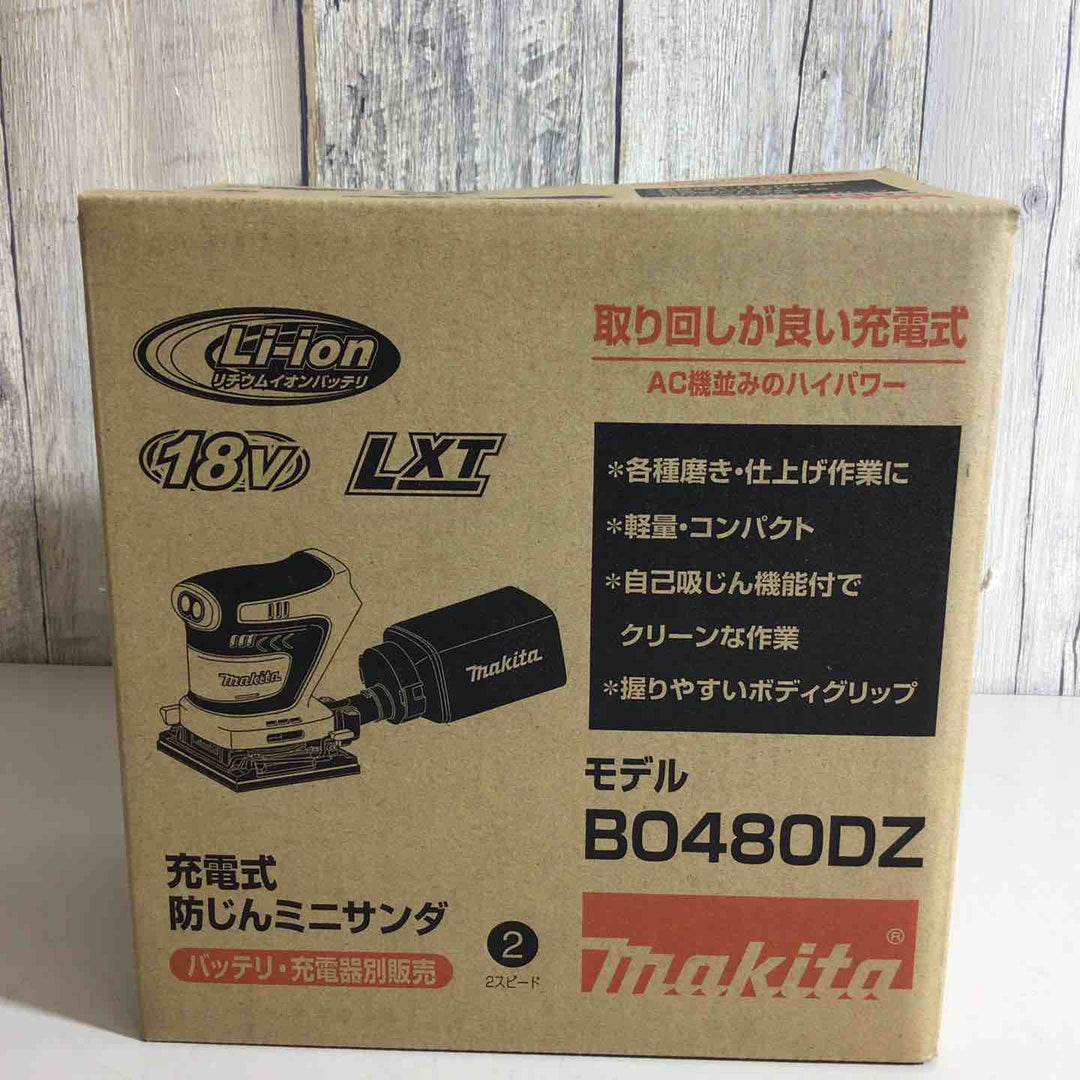 Li-ion
リチウムイオンバッテリ
18V
LXT
取り回しが良い充電式
AC機並みのハイパワー
*各種磨き・仕上げ作業に
*軽量・コンパクト
*自己吸じん機能付で
クリーンな作業
*握りやすいボディグリップ
makita
makita
モデル
BO480DZ
充電式
防じんミニサンダ
バッテリ・充電器別販売
2
2スピード
makita®